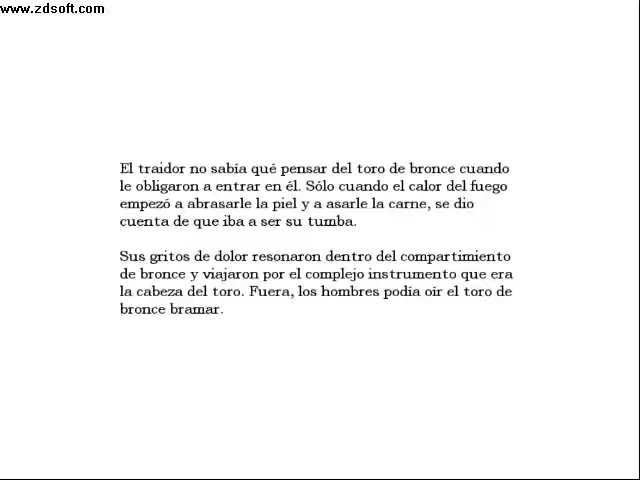 www.zdsoft.com
El traidor no sabía qué pensar del toro de bronce cuando
le obligaron a entrar en él. Sólo cuando el calor del fuego
empezó a abrasarle la piel y a asarle la carne, se dio
cuenta de que iba a ser su tumba.
Sus gritos de dolor resonaron dentro del compartimiento
de bronce y viajaron por el complejo instrumento que era
la cabeza del toro. Fuera, los hombres podía oír el toro de
bronce bramar.